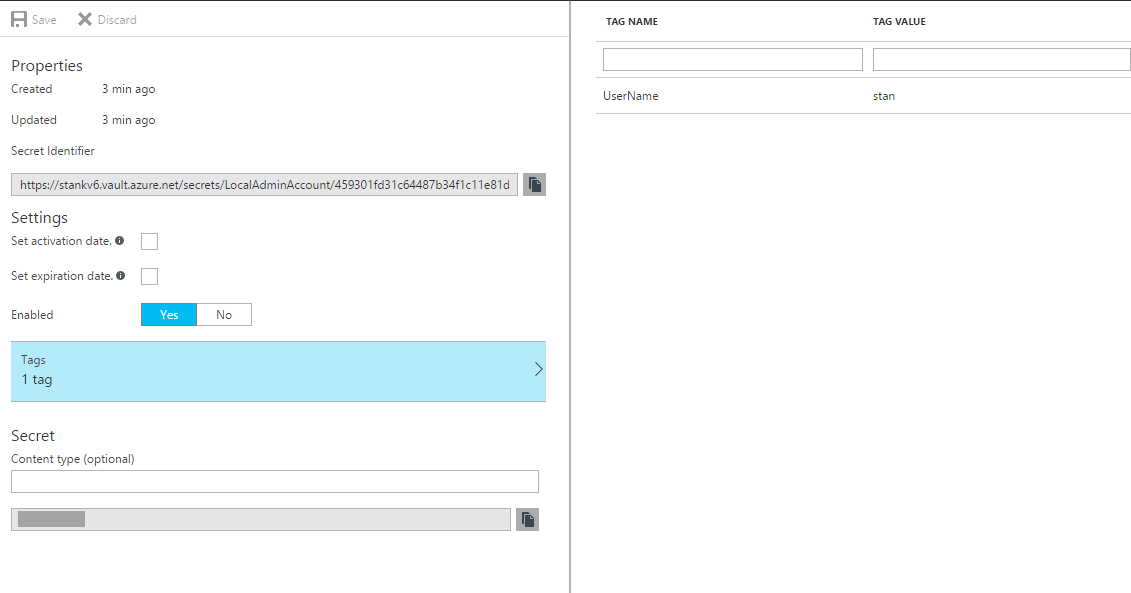 Save Discard
Properties
Created 3 min ago
Updated 3 min ago
Secret Identifier
https://stankv6.vault.azure.net/secrets/LocalAdminAccount/459301fd31c64487b34f1c11e81d
Settings
Set activation date.
Set expiration date.
Enabled Yes No
Tags
1 tag
Secret
Content type (optional)
TAG NAME TAG VALUE
UserName stan